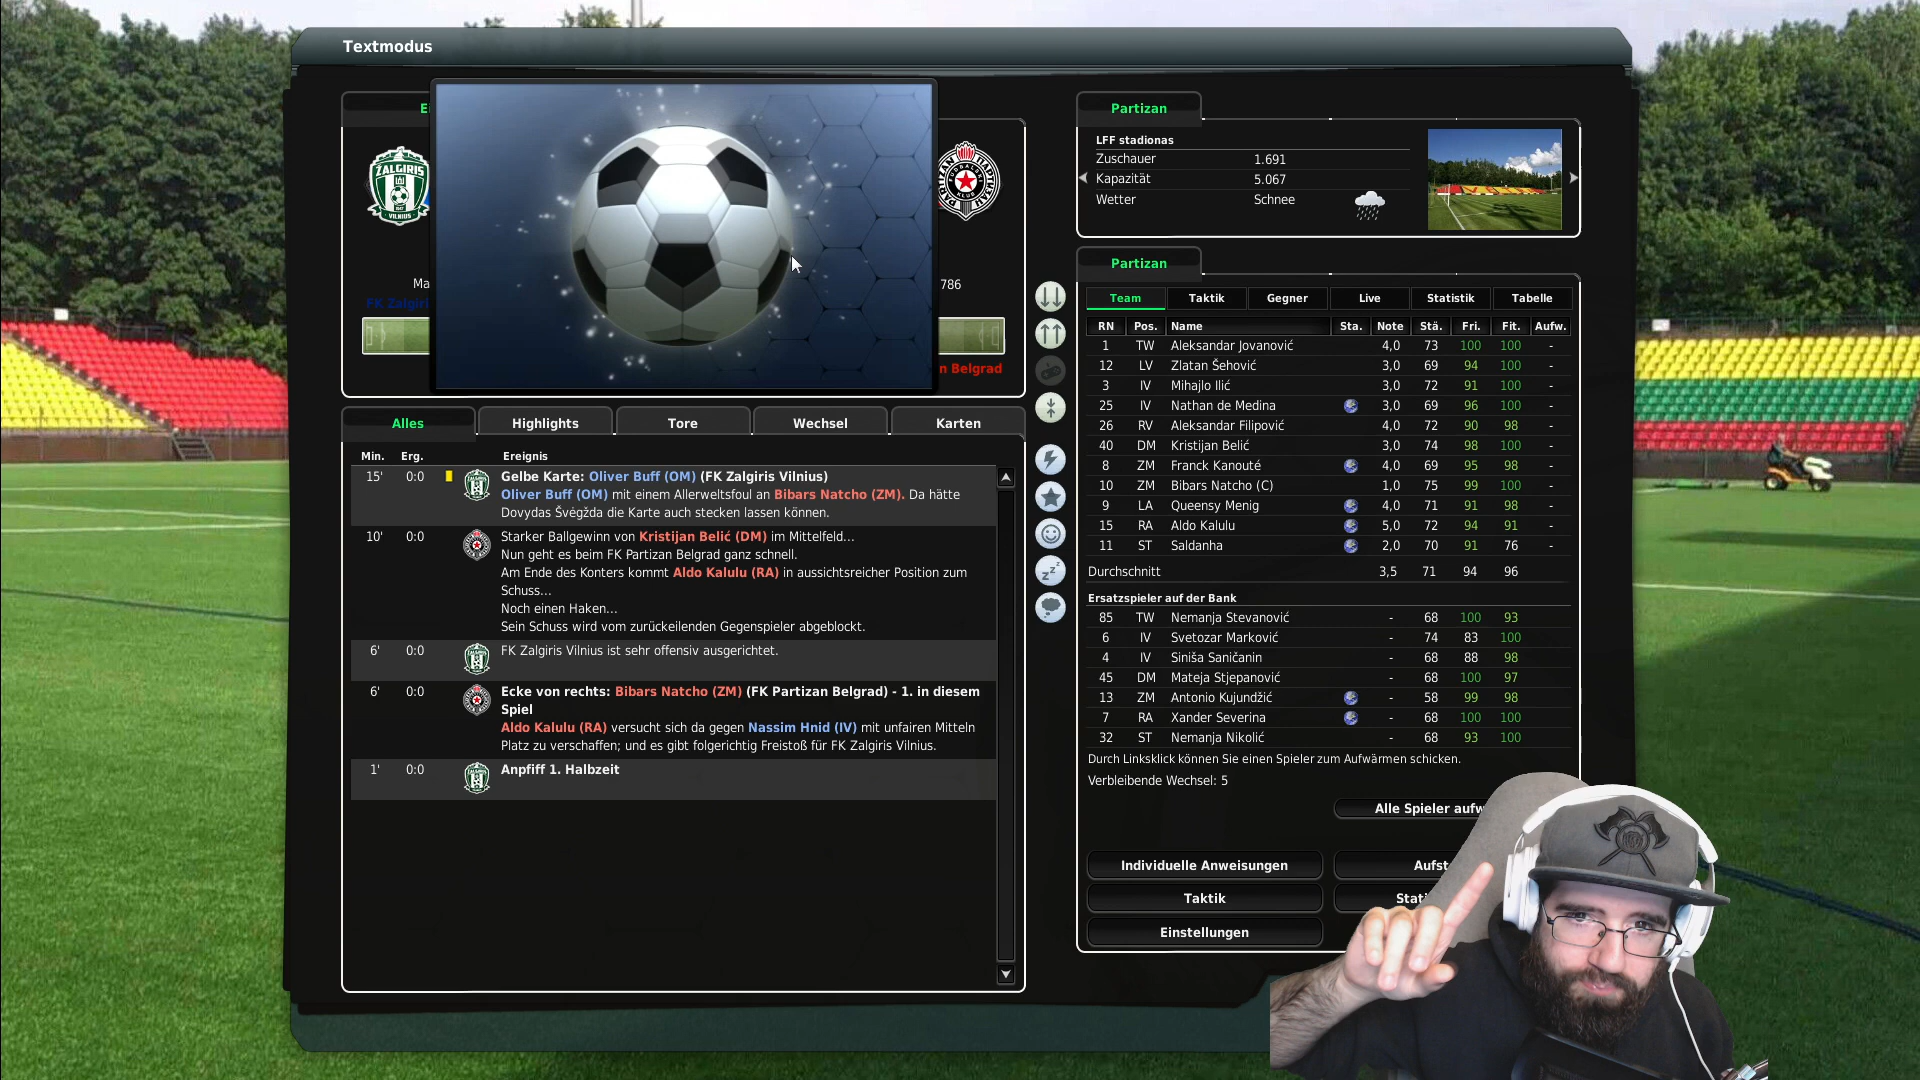 Textmodus
Ei
ŽALGIRIS
VILNIUS
Ma
786
FK Zalgiri
n Belgrad
Alles
Highlights
Tore
Wechsel
Karten
Min. Erg. Ereignis
15' 0:0 Gelbe Karte: Oliver Buff (OM) (FK Zalgiris Vilnius)
Oliver Buff (OM) mit einem Allerweltsfoul an Bibars Natcho (ZM). Da hätte
Dovydas Švėgžda die Karte auch stecken lassen können.
10' 0:0 Starker Ballgewinn von Kristijan Belić (DM) im Mittelfeld...
Nun geht es beim FK Partizan Belgrad ganz schnell.
Am Ende des Konters kommt Aldo Kalulu (RA) in aussichtsreicher Position zum
Schuss...
Noch einen Haken...
Sein Schuss wird vom zurückeilenden Gegenspieler abgeblockt.
6' 0:0 FK Zalgiris Vilnius ist sehr offensiv ausgerichtet.
6' 0:0 Ecke von rechts: Bibars Natcho (ZM) (FK Partizan Belgrad) - 1. in diesem
Spiel
Aldo Kalulu (RA) versucht sich da gegen Nassim Hnid (IV) mit unfairen Mitteln
Platz zu verschaffen; und es gibt folgerichtig Freistoß für FK Zalgiris Vilnius.
1' 0:0 Anpfiff 1. Halbzeit
Partizan
LFF stadionas
Zuschauer 1.691
Kapazität 5.067
Wetter Schnee
Partizan
Team Taktik Gegner Live Statistik Tabelle
RN Pos. Name Sta. Note Stä. Fri. Fit. Aufw.
1 TW Aleksandar Jovanović 4,0 73 100 100 -
12 LV Zlatan Šehović 3,0 69 94 100 -
3 IV Mihajlo Ilić 3,0 72 91 100 -
25 IV Nathan de Medina 3,0 69 96 100 -
26 RV Aleksandar Filipović 4,0 72 90 98 -
40 DM Kristijan Belić 3,0 74 98 100 -
8 ZM Franck Kanouté 4,0 69 95 98 -
10 ZM Bibars Natcho (C) 1,0 75 99 100 -
9 LA Queensy Menig 4,0 71 91 98 -
15 RA Aldo Kalulu 5,0 72 94 91 -
11 ST Saldanha 2,0 70 91 76 -
Durchschnitt 3,5 71 94 96
Ersatzspieler auf der Bank
85 TW Nemanja Stevanović - 68 100 93
6 IV Svetozar Marković - 74 83 100
4 IV Siniša Saničanin - 68 88 98
45 DM Mateja Stjepanović - 68 100 97
13 ZM Antonio Kujundžić - 58 99 98
7 RA Xander Severina - 68 100 100
32 ST Nemanja Nikolić - 68 93 100
Durch Linksklick können Sie einen Spieler zum Aufwärmen schicken.
Verbleibende Wechsel: 5
Alle Spieler aufw
Individuelle Anweisungen
Aufst
Taktik
Stati
Einstellungen